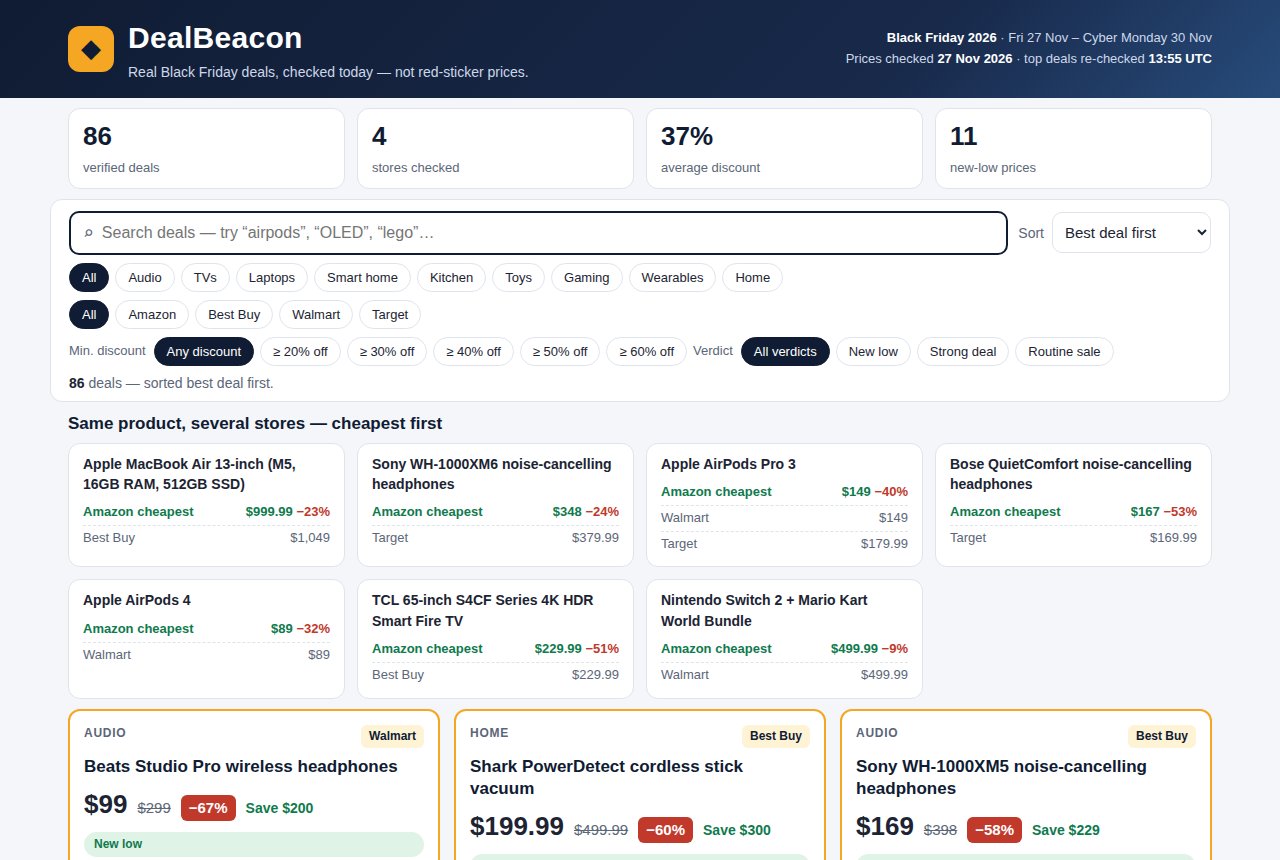 DealBeacon
Real Black Friday deals, checked today — not red-sticker prices.
Black Friday 2026 · Fri 27 Nov – Cyber Monday 30 Nov
Prices checked 27 Nov 2026 · top deals re-checked 13:55 UTC
86
verified deals
4
stores checked
37%
average discount
11
new-low prices
Search deals — try “airpods”, “OLED”, “lego”…
Sort
Best deal first
All Audio TVs Laptops Smart home Kitchen Toys Gaming Wearables Home
All Amazon Best Buy Walmart Target
Min. discount Any discount ≥ 20% off ≥ 30% off ≥ 40% off ≥ 50% off ≥ 60% off Verdict All verdicts New low Strong deal Routine sale
86 deals — sorted best deal first.
Same product, several stores — cheapest first
Apple MacBook Air 13-inch (M5,
16GB RAM, 512GB SSD)
Amazon cheapest $999.99 −23%
Best Buy $1,049
Sony WH-1000XM6 noise-cancelling
headphones
Amazon cheapest $348 −24%
Target $379.99
Apple AirPods Pro 3
Amazon cheapest $149 −40%
Walmart $149
Target $179.99
Bose QuietComfort noise-cancelling
headphones
Amazon cheapest $167 −53%
Target $169.99
Apple AirPods 4
Amazon cheapest $89 −32%
Walmart $89
TCL 65-inch S4CF Series 4K HDR
Smart Fire TV
Amazon cheapest $229.99 −51%
Best Buy $229.99
Nintendo Switch 2 + Mario Kart
World Bundle
Amazon cheapest $499.99 −9%
Walmart $499.99
AUDIO Walmart
Beats Studio Pro wireless headphones
$99 $299 −67% Save $200
New low
HOME Best Buy
Shark PowerDetect cordless stick
vacuum
$199.99 $499.99 −60% Save $300
AUDIO Best Buy
Sony WH-1000XM5 noise-cancelling
headphones
$169 $398 −58% Save $229